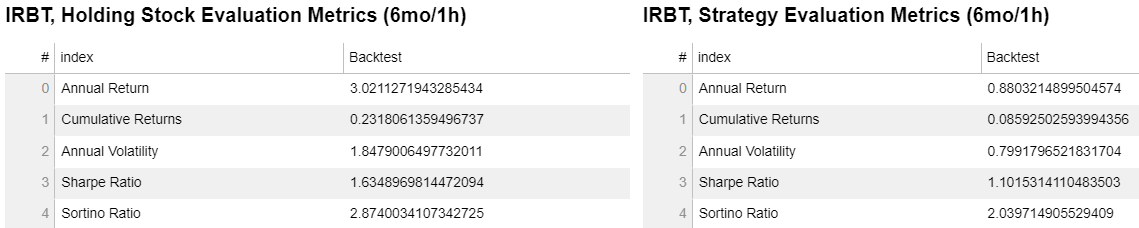 IRBT, Holding Stock Evaluation Metrics (6mo/1h)
# index Backtest
0 Annual Return 3.0211271943285434
1 Cumulative Returns 0.2318061359496737
2 Annual Volatility 1.8479006497732011
3 Sharpe Ratio 1.6348969814472094
4 Sortino Ratio 2.8740034107342725
IRBT, Strategy Evaluation Metrics (6mo/1h)
# index Backtest
0 Annual Return 0.8803214899504574
1 Cumulative Returns 0.08592502593994356
2 Annual Volatility 0.7991796521831704
3 Sharpe Ratio 1.1015314110483503
4 Sortino Ratio 2.039714905529409